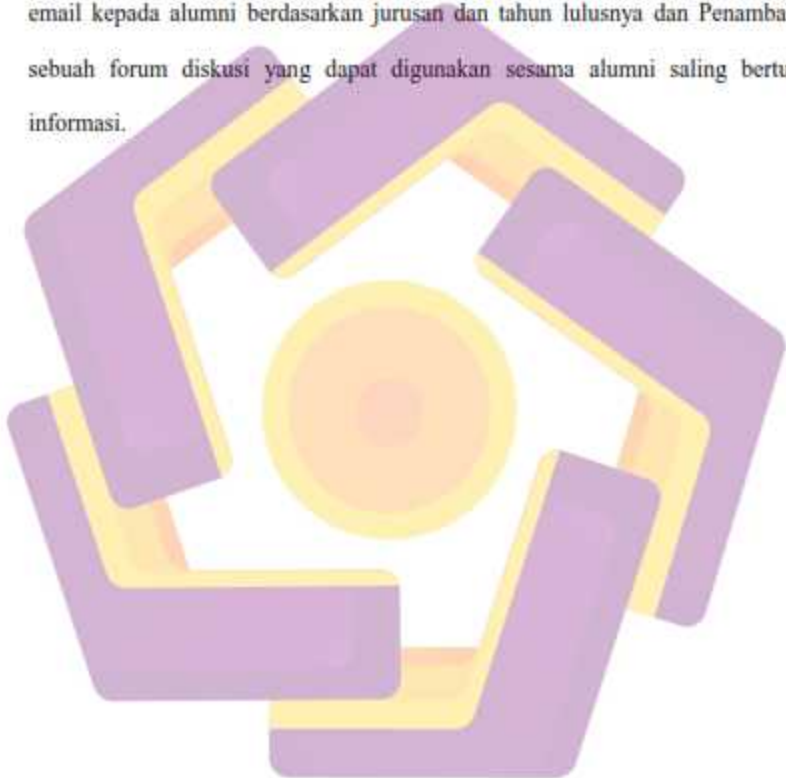 email kepada alumni berdasarkan jurusan dan tahun lulusnya dan Penamba
sebuah forum diskusi yang dapat digunakan sesama alumni saling bertu
informasi.